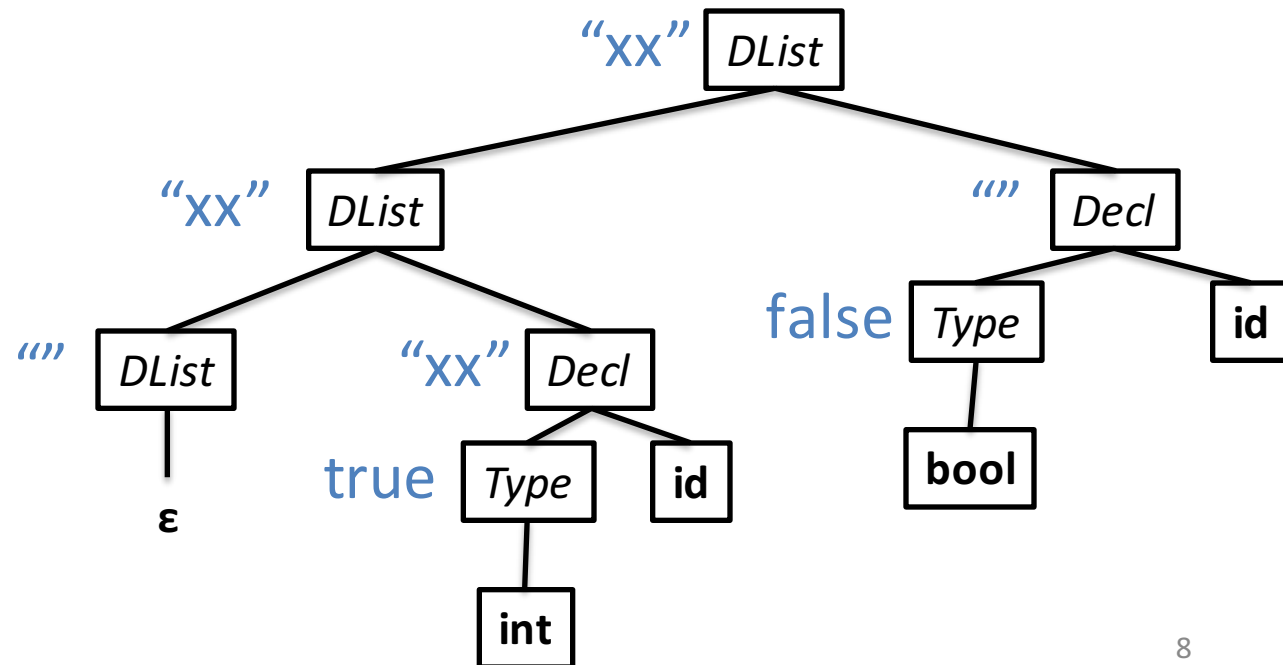 “xx” DList
“xx” DList “” Decl
“” DList “xx” Decl false Type id
true Type id bool
ε
int
8